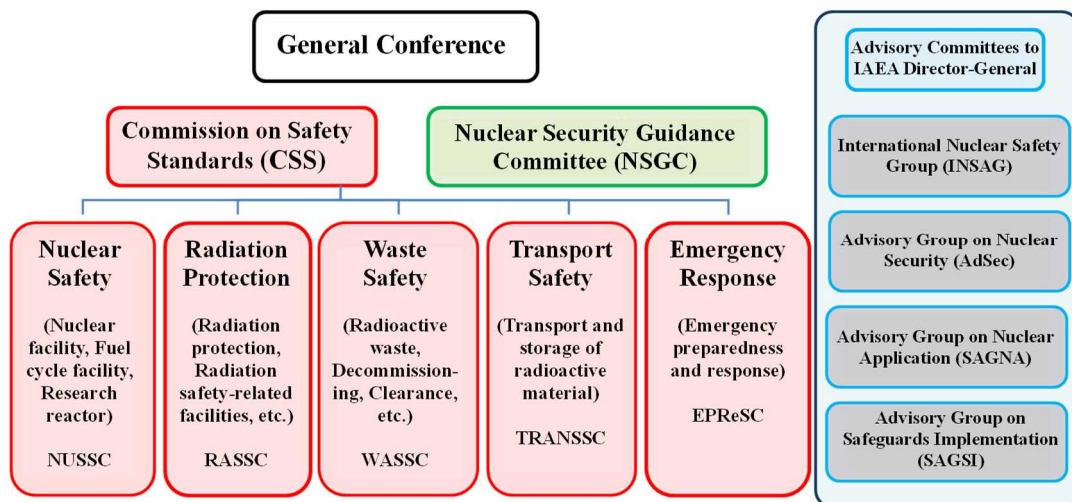 General Conference
Commission on Safety
Standards (CSS)
Nuclear Security Guidance
Committee (NSGC)
Nuclear
Safety
(Nuclear
facility, Fuel
cycle facility,
Research
reactor)
NUSSC
Radiation
Protection
(Radiation
protection,
Radiation
safety-related
facilities, etc.)
RASSC
Waste
Safety
(Radioactive
waste,
Decommission-
ing, Clearance,
etc.)
WASSC
Transport
Safety
(Transport and
storage of
radioactive
material)
TRANSSC
Emergency
Response
(Emergency
preparedness
and response)
EPReSC
Advisory Committees to
IAEA Director-General
International Nuclear Safety
Group (INSAG)
Advisory Group on Nuclear
Security (AdSec)
Advisory Group on Nuclear
Application (SAGNA)
Advisory Group on
Safeguards Implementation
(SAGSI)